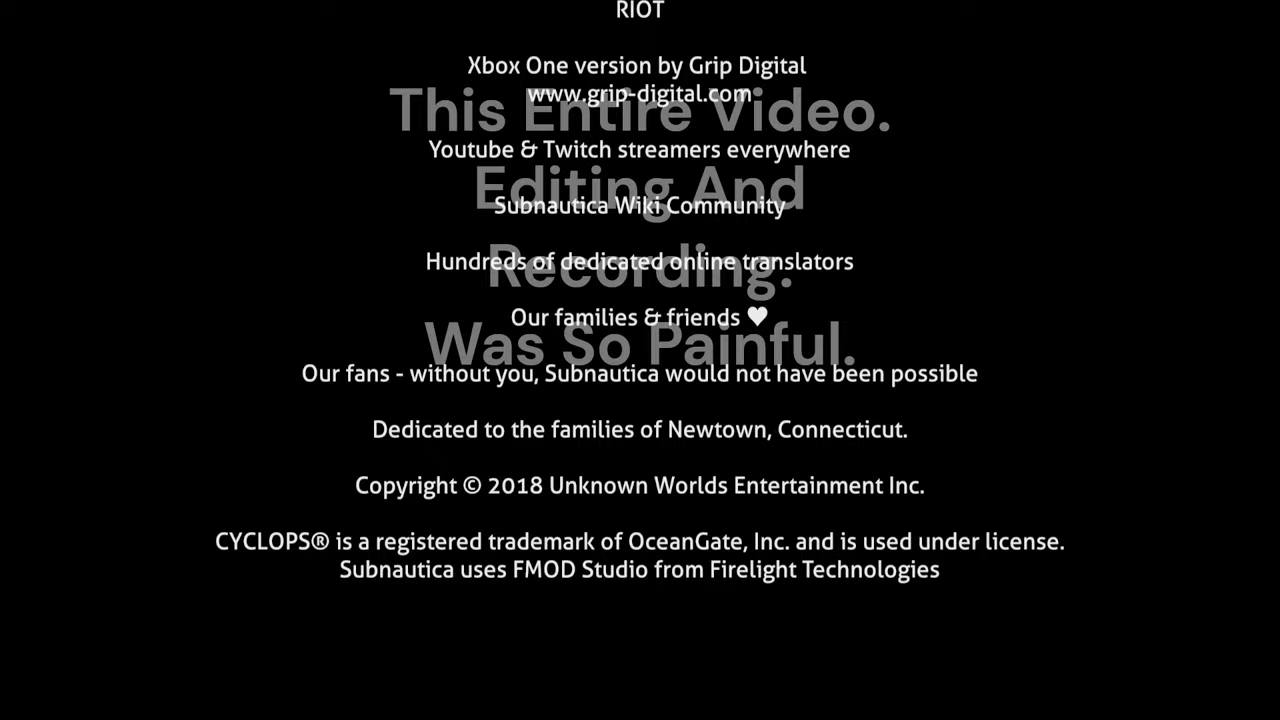 RIOT
Xbox One version by Grip Digital
www.grip-digital.com
This Entire Video.
Youtube & Twitch streamers everywhere
Editing And
Subnautica Wiki Community
Hundreds of dedicated online translators
Recording.
Our families & friends ♥
Was So Painful.
Our fans - without you, Subnautica would not have been possible
Dedicated to the families of Newtown, Connecticut.
Copyright © 2018 Unknown Worlds Entertainment Inc.
CYCLOPS® is a registered trademark of OceanGate, Inc. and is used under license.
Subnautica uses FMOD Studio from Firelight Technologies